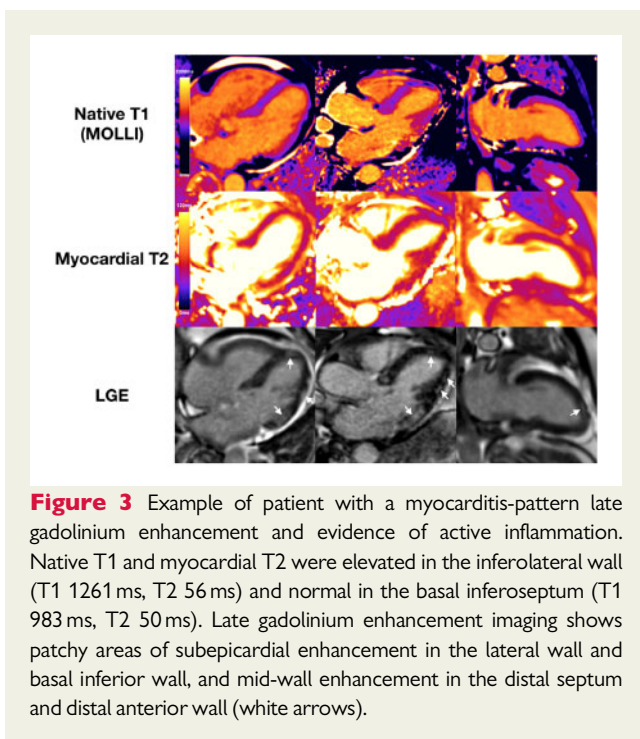 Native T1
(MOLLI)
Myocardial T2
LGE
Figure 3 Example of patient with a myocarditis-pattern late
gadolinium enhancement and evidence of active inflammation.
Native T1 and myocardial T2 were elevated in the inferolateral wall
(T1 1261 ms, T2 56 ms) and normal in the basal inferoseptum (T1
983 ms, T2 50 ms). Late gadolinium enhancement imaging shows
patchy areas of subepicardial enhancement in the lateral wall and
basal inferior wall, and mid-wall enhancement in the distal septum
and distal anterior wall (white arrows).